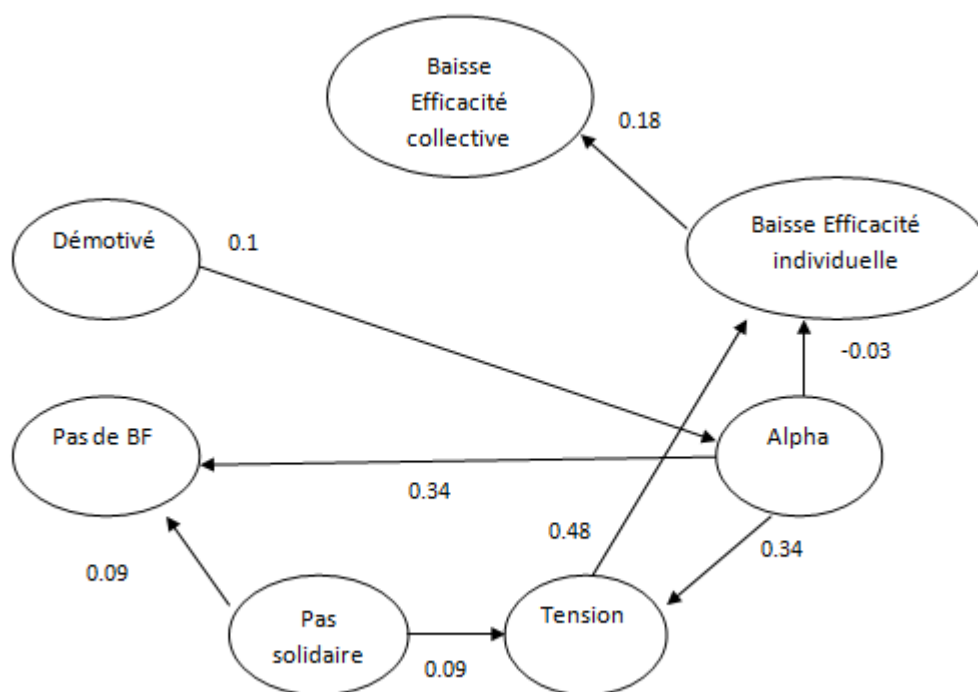 Baisse
Efficacité
collective
0.18
Démotivé
0.1
Baisse Efficacité
individuelle
-0.03
Pas de BF
Alpha
0.34
0.48
0.34
0.09
Pas
solidaire
Tension
0.09